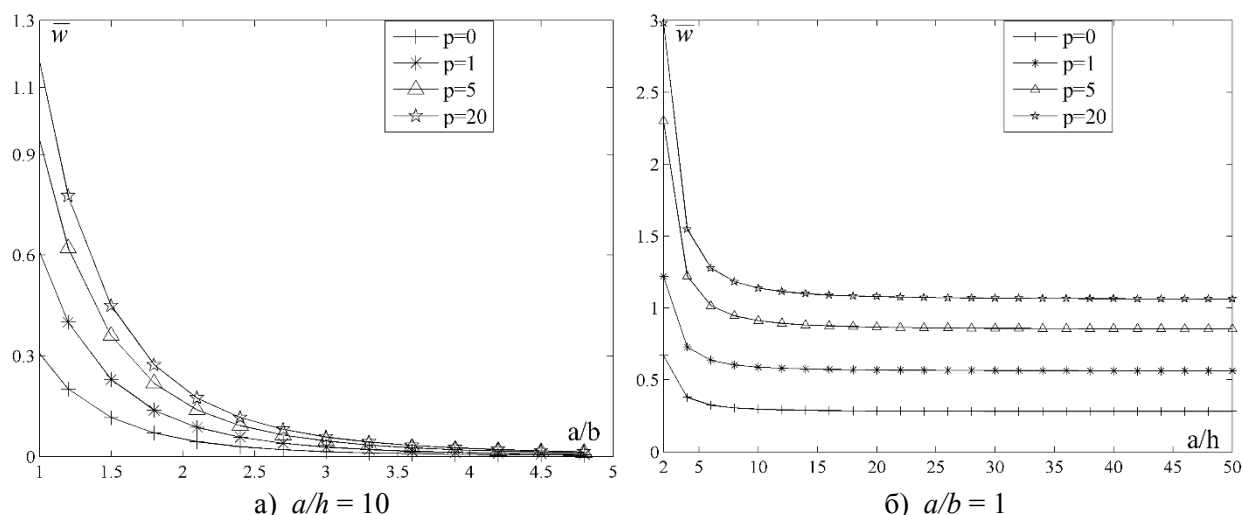 1.3
w̅
p=0
p=1
p=5
p=20
1.1
0.9
0.6
0.3
0
a/b
1 1.5 2 2.5 3 3.5 4 4.5 5
а) a/h = 10
3
w̅
p=0
p=1
p=5
p=20
2.5
2
1.5
1
0.5
0
a/h
2 5 10 15 20 25 30 35 40 45 50
б) a/b = 1